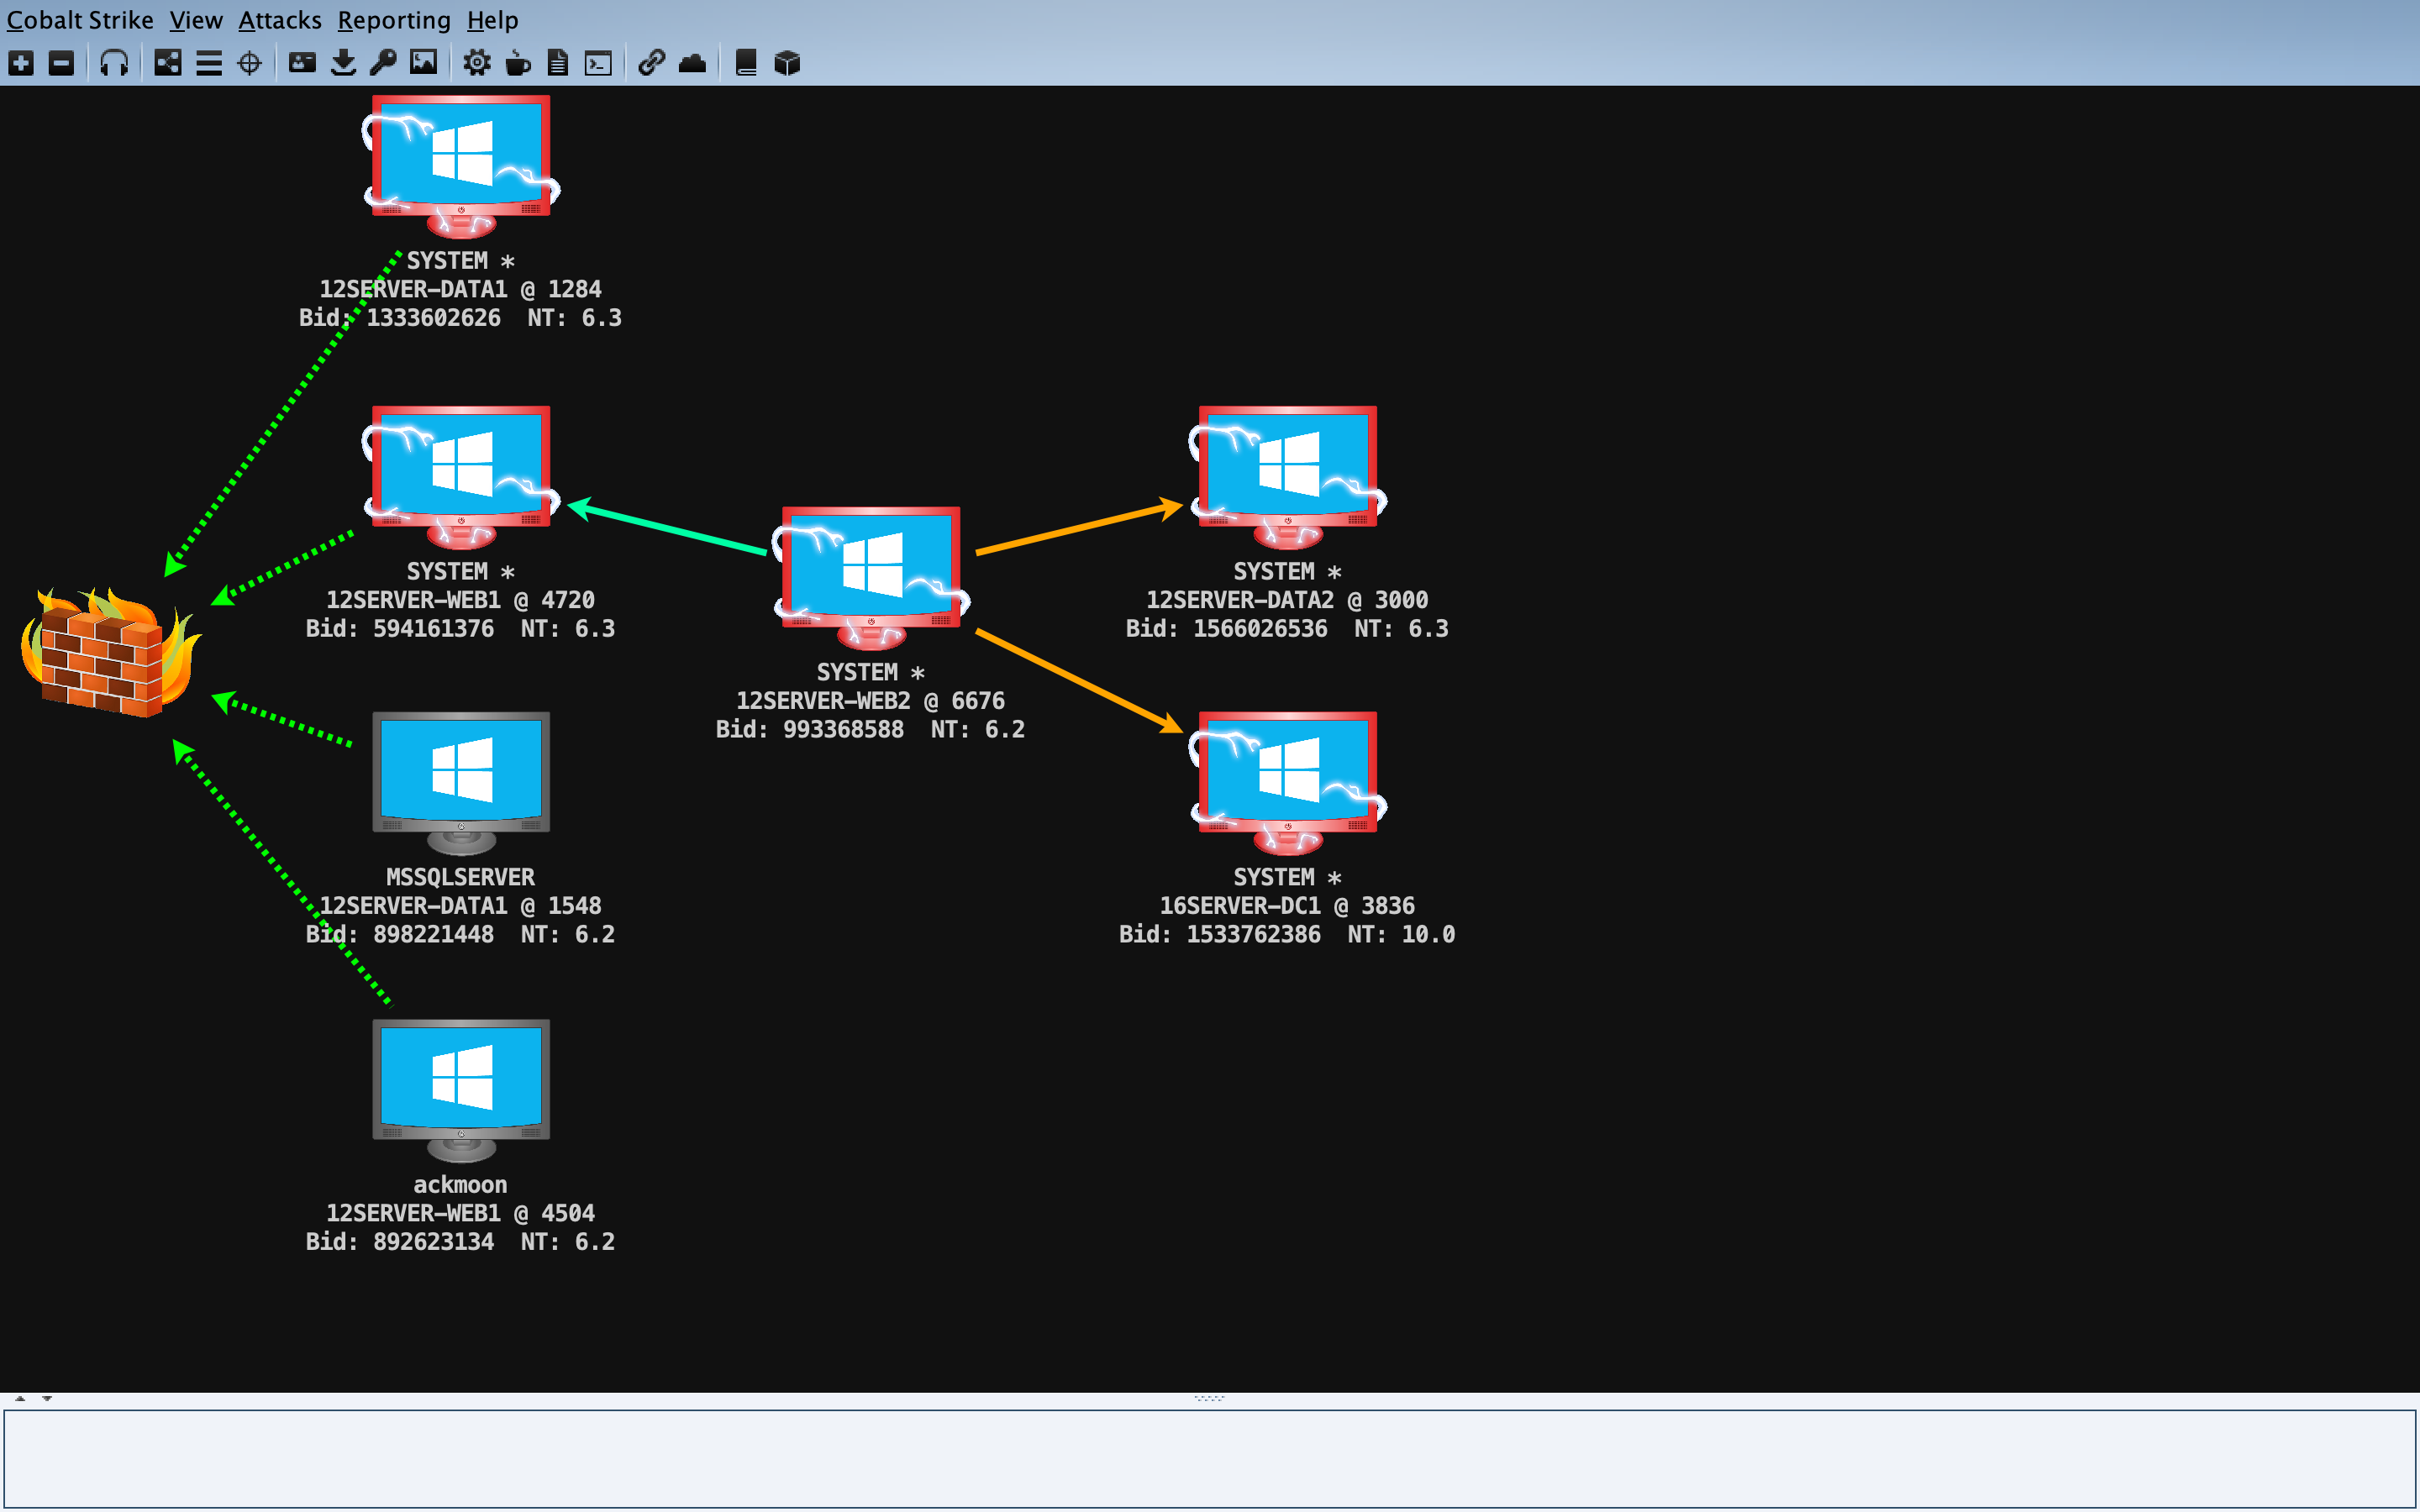 Cobalt Strike View Attacks Reporting Help
SYSTEM *
12SERVER-DATA1 @ 1284
Bid: 1333602626 NT: 6.3
SYSTEM *
12SERVER-WEB1 @ 4720
Bid: 594161376 NT: 6.3
SYSTEM *
12SERVER-WEB2 @ 6676
Bid: 993368588 NT: 6.2
SYSTEM *
12SERVER-DATA2 @ 3000
Bid: 1566026536 NT: 6.3
MSSQLSERVER
12SERVER-DATA1 @ 1548
Bid: 898221448 NT: 6.2
SYSTEM *
16SERVER-DC1 @ 3836
Bid: 1533762386 NT: 10.0
ackmoon
12SERVER-WEB1 @ 4504
Bid: 892623134 NT: 6.2